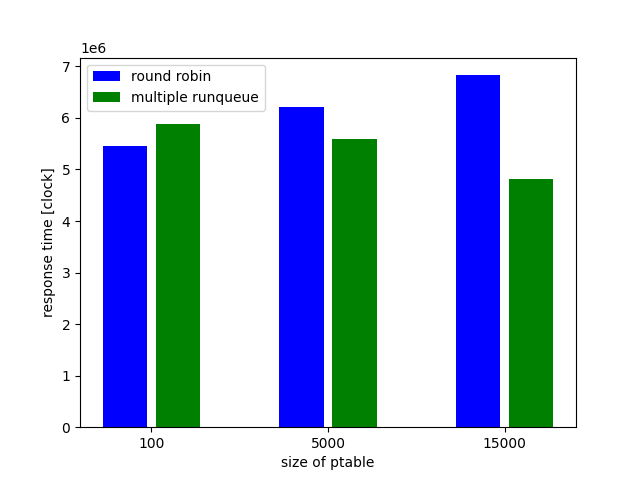 1e6
round robin
multiple runqueue
7
6
5
4
3
2
1
0
response time [clock]
100
5000
15000
size of ptable